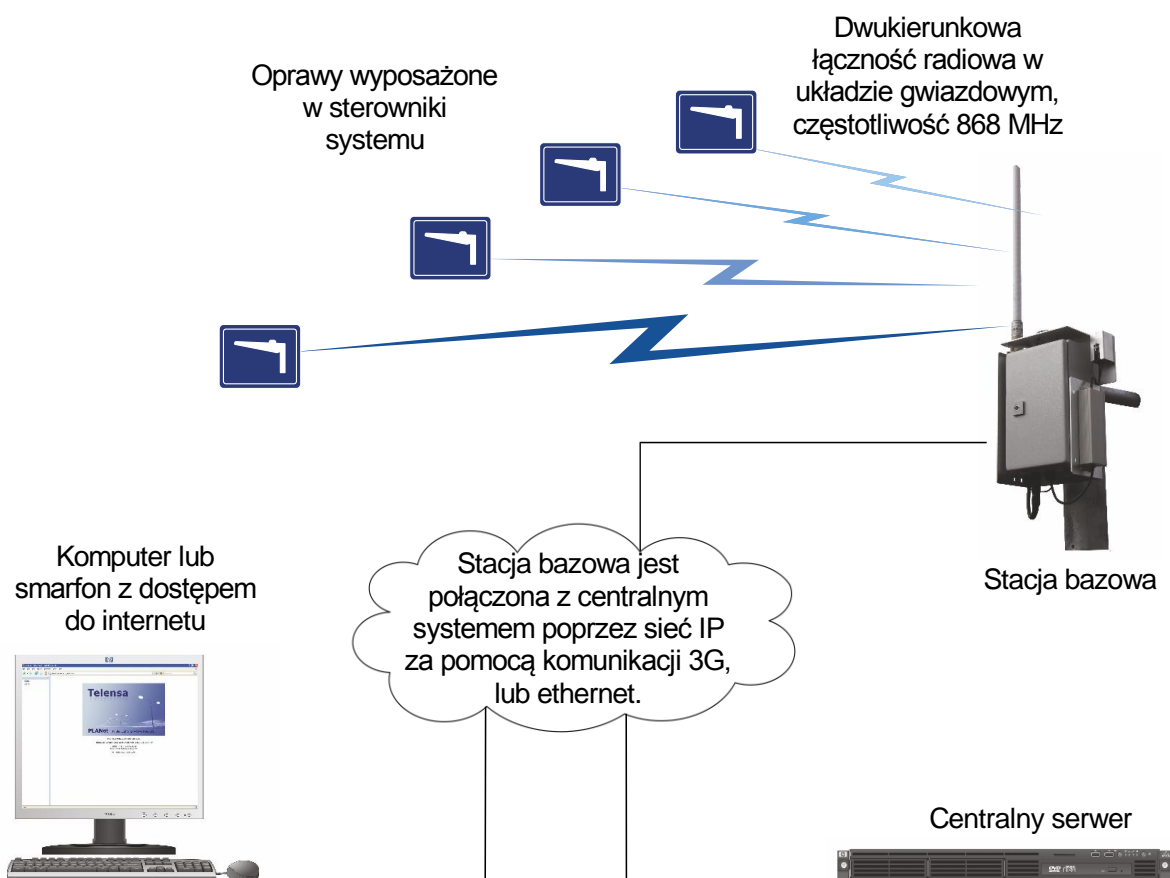 Dwukierunkowa
łączność radiowa w
układzie gwiazdowym,
częstotliwość 868 MHz
Oprawy wyposażone
w sterowniki
systemu
Stacja bazowa
Stacja bazowa jest
połączona z centralnym
systemem poprzez sieć IP
za pomocą komunikacji 3G,
lub ethernet.
Komputer lub
smarfon z dostępem
do internetu
Telensa
PLANet
Centralny serwer